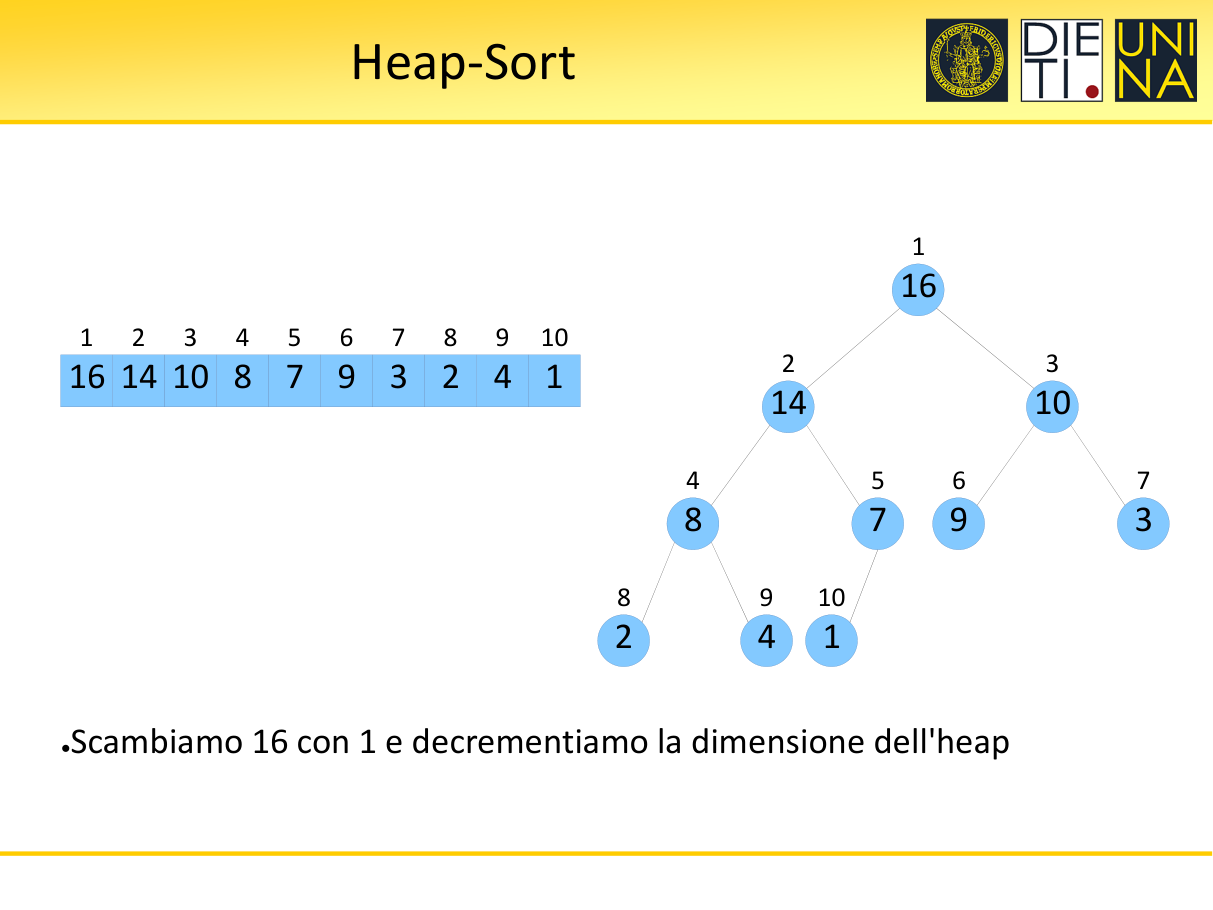 Heap-Sort
DIE
TI.
UNI
NA
1 2 3 4 5 6 7 8 9 10
16 14 10 8 7 9 3 2 4 1
1
16
2 3
14 10
4 5 6 7
8 7 9 3
8 9 10
2 4 1
•Scambiamo 16 con 1 e decrementiamo la dimensione dell'heap